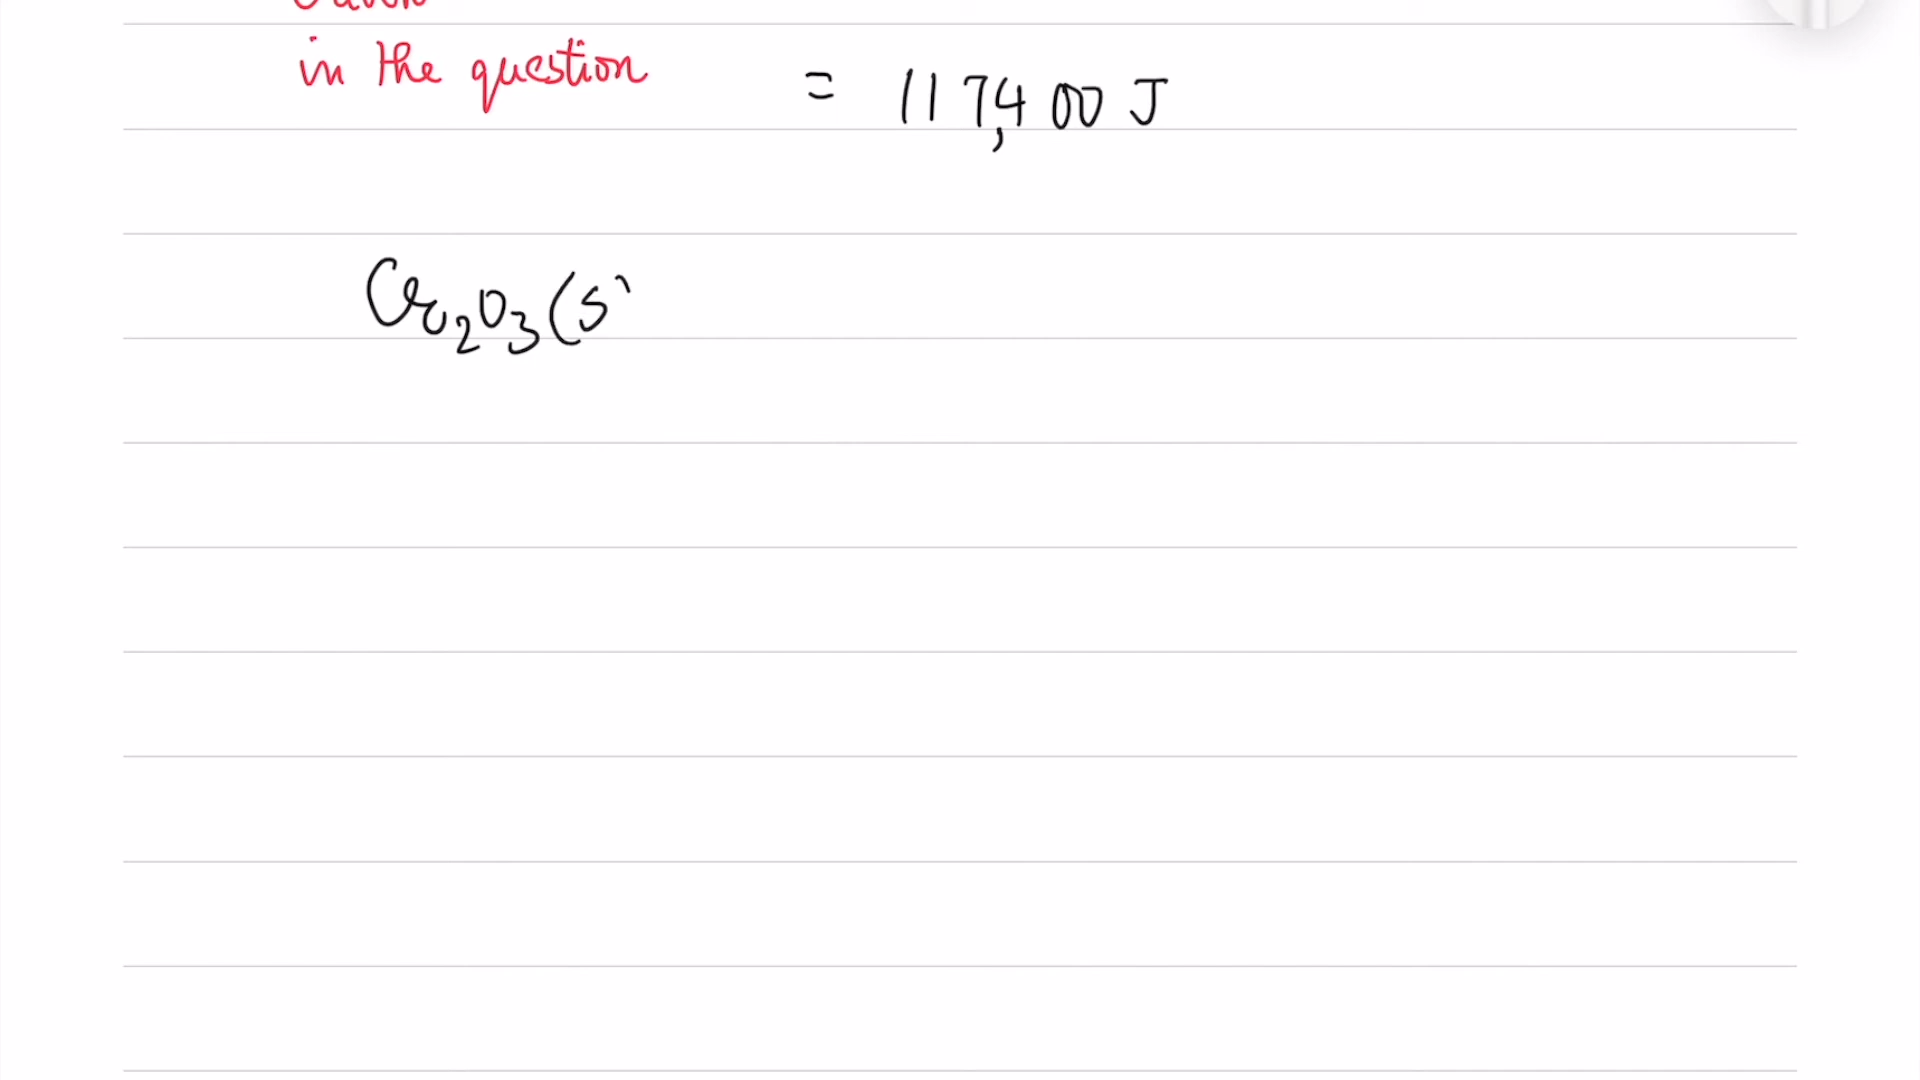 in the question
= 117,400 J
Cr₂O₃(s)